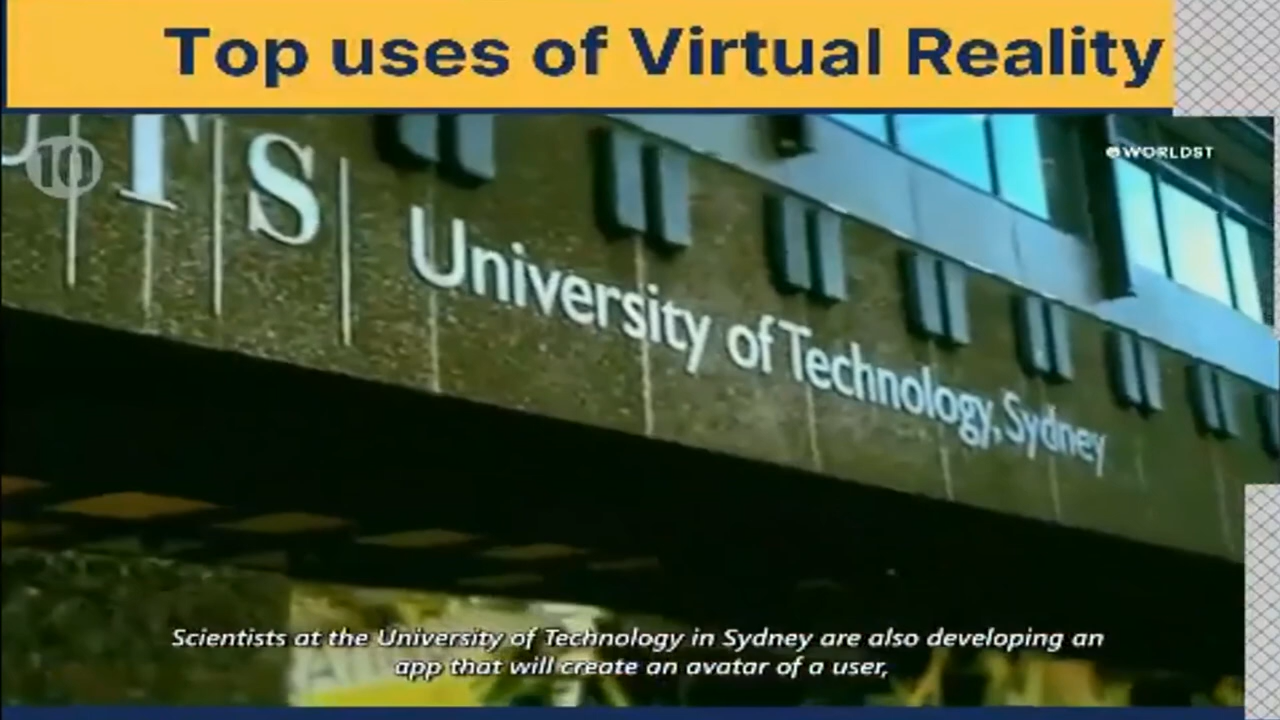 Top uses of Virtual Reality
UTS
10
University of Technology, Sydney
@WORLDST
Scientists at the University of Technology in Sydney are also developing an
app that will create an avatar of a user,